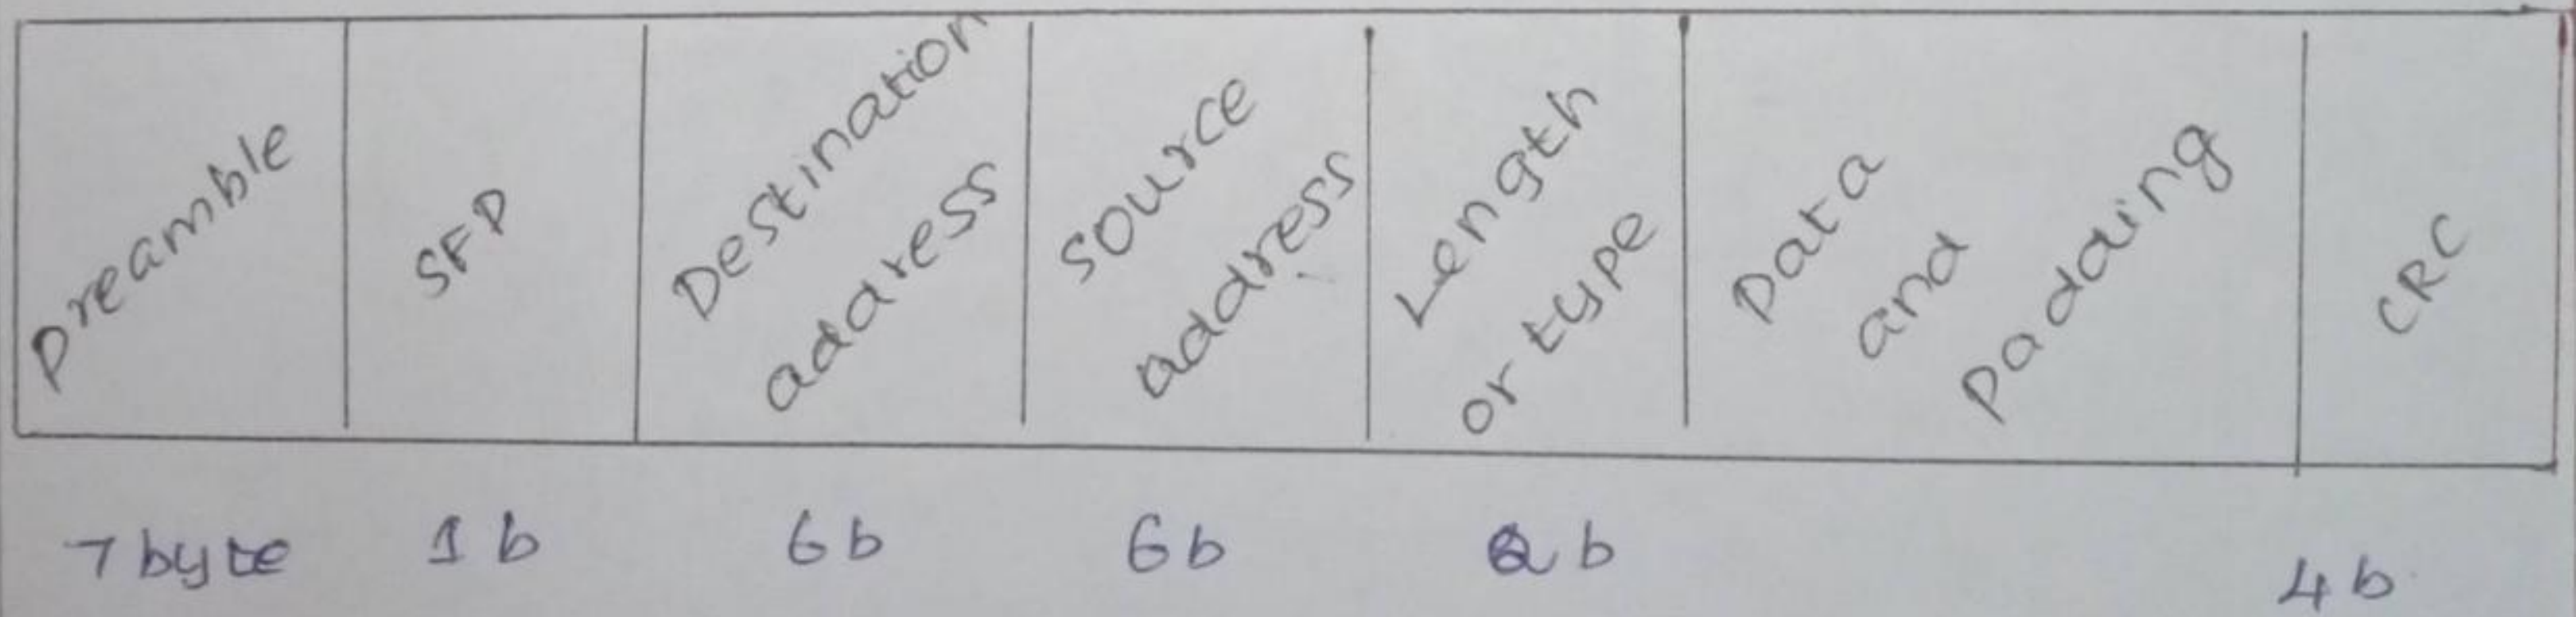 Preamble
SFD
Destination
address
Source
address
Length
or type
Data
and
Padding
CRC
7 byte 1 b 6 b 6 b 2 b 4 b